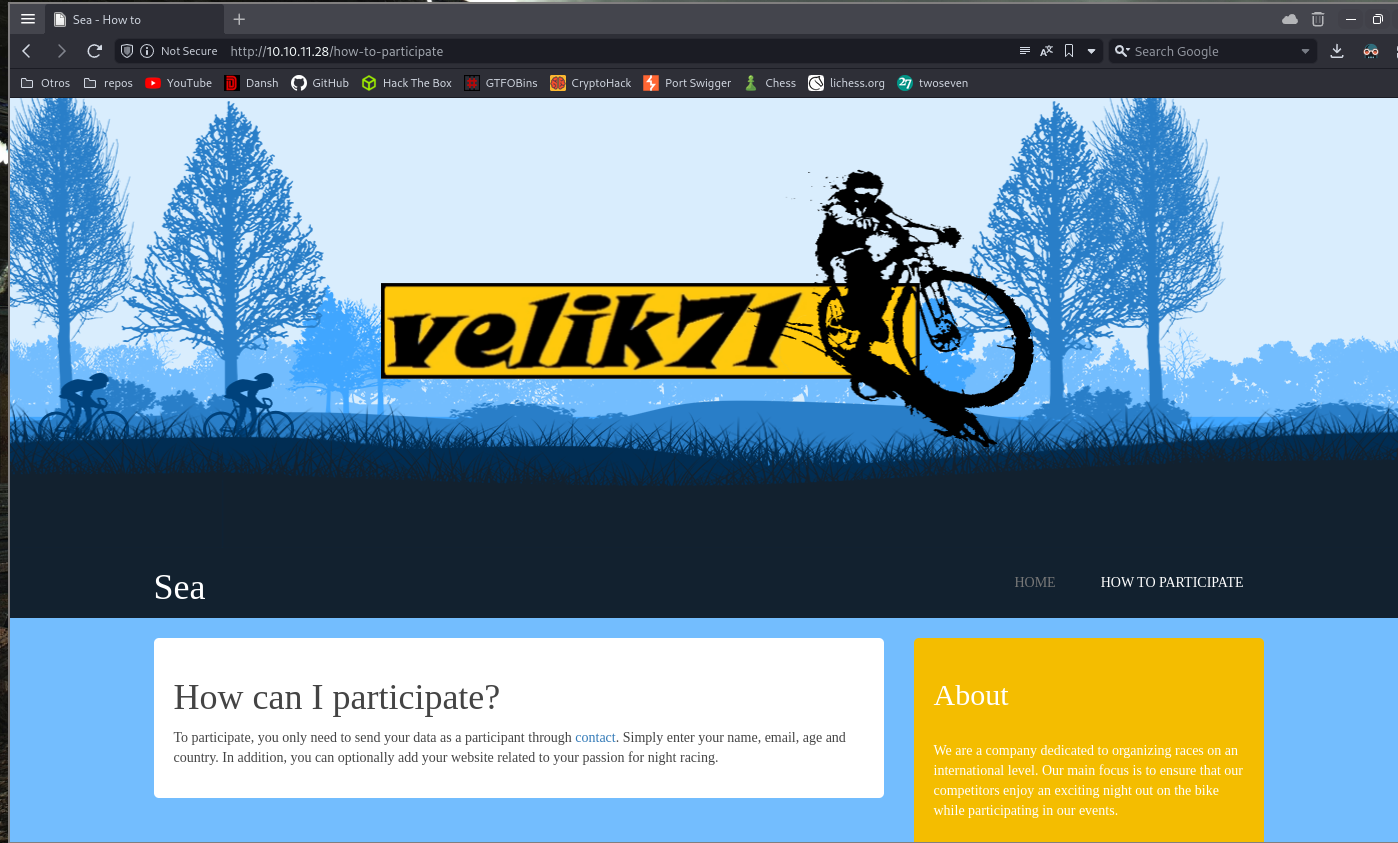 Sea - How to
Not Secure http://10.10.11.28/how-to-participate Search Google
Otros repos YouTube Dansh GitHub Hack The Box GTFOBins CryptoHack Port Swigger Chess lichess.org twoseven
velik71
Sea HOME HOW TO PARTICIPATE
How can I participate?
To participate, you only need to send your data as a participant through contact. Simply enter your name, email, age and
country. In addition, you can optionally add your website related to your passion for night racing.
About
We are a company dedicated to organizing races on an
international level. Our main focus is to ensure that our
competitors enjoy an exciting night out on the bike
while participating in our events.